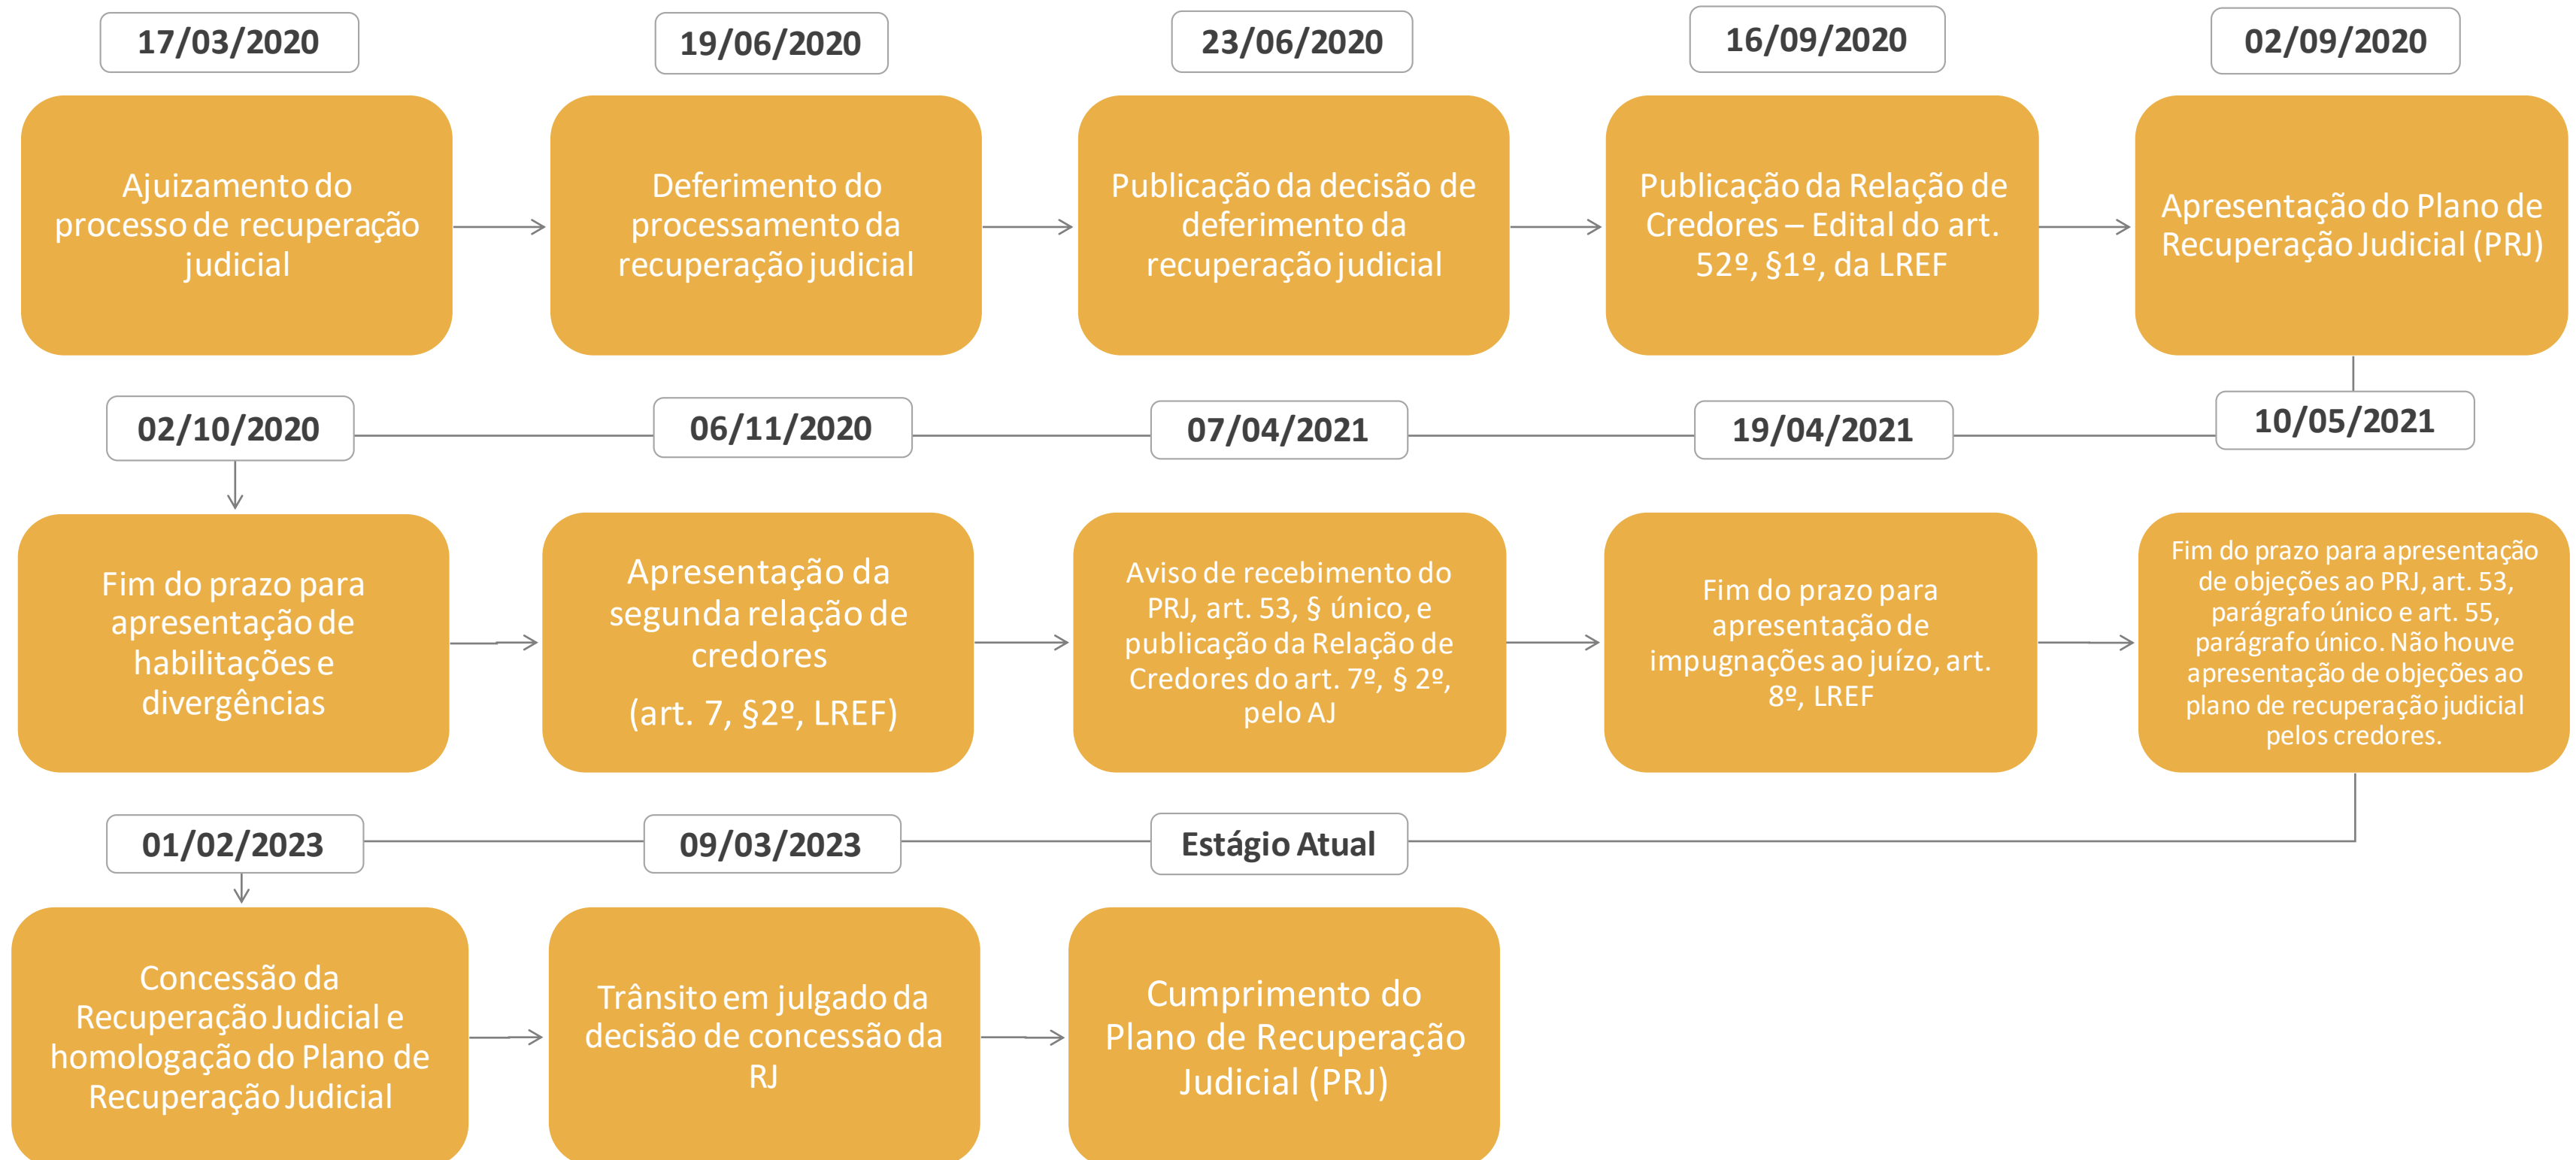 17/03/2020
Ajuizamento do
processo de recuperação
judicial
19/06/2020
Deferimento do
processamento da
recuperação judicial
23/06/2020
Publicação da decisão de
deferimento da
recuperação judicial
16/09/2020
Publicação da Relação de
Credores – Edital do art.
52º, §1º, da LREF
02/09/2020
Apresentação do Plano de
Recuperação Judicial (PRJ)
02/10/2020
Fim do prazo para
apresentação de
habilitações e
divergências
06/11/2020
Apresentação da
segunda relação de
credores
(art. 7, §2º, LREF)
07/04/2021
Aviso de recebimento do
PRJ, art. 53, § único, e
publicação da Relação de
Credores do art. 7º, § 2º,
pelo AJ
19/04/2021
Fim do prazo para
apresentação de
impugnações ao juízo, art.
8º, LREF
10/05/2021
Fim do prazo para apresentação
de objeções ao PRJ, art. 53,
parágrafo único e art. 55,
parágrafo único. Não houve
apresentação de objeções ao
plano de recuperação judicial
pelos credores.
01/02/2023
Concessão da
Recuperação Judicial e
homologação do Plano de
Recuperação Judicial
09/03/2023
Trânsito em julgado da
decisão de concessão da
RJ
Estágio Atual
Cumprimento do
Plano de Recuperação
Judicial (PRJ)